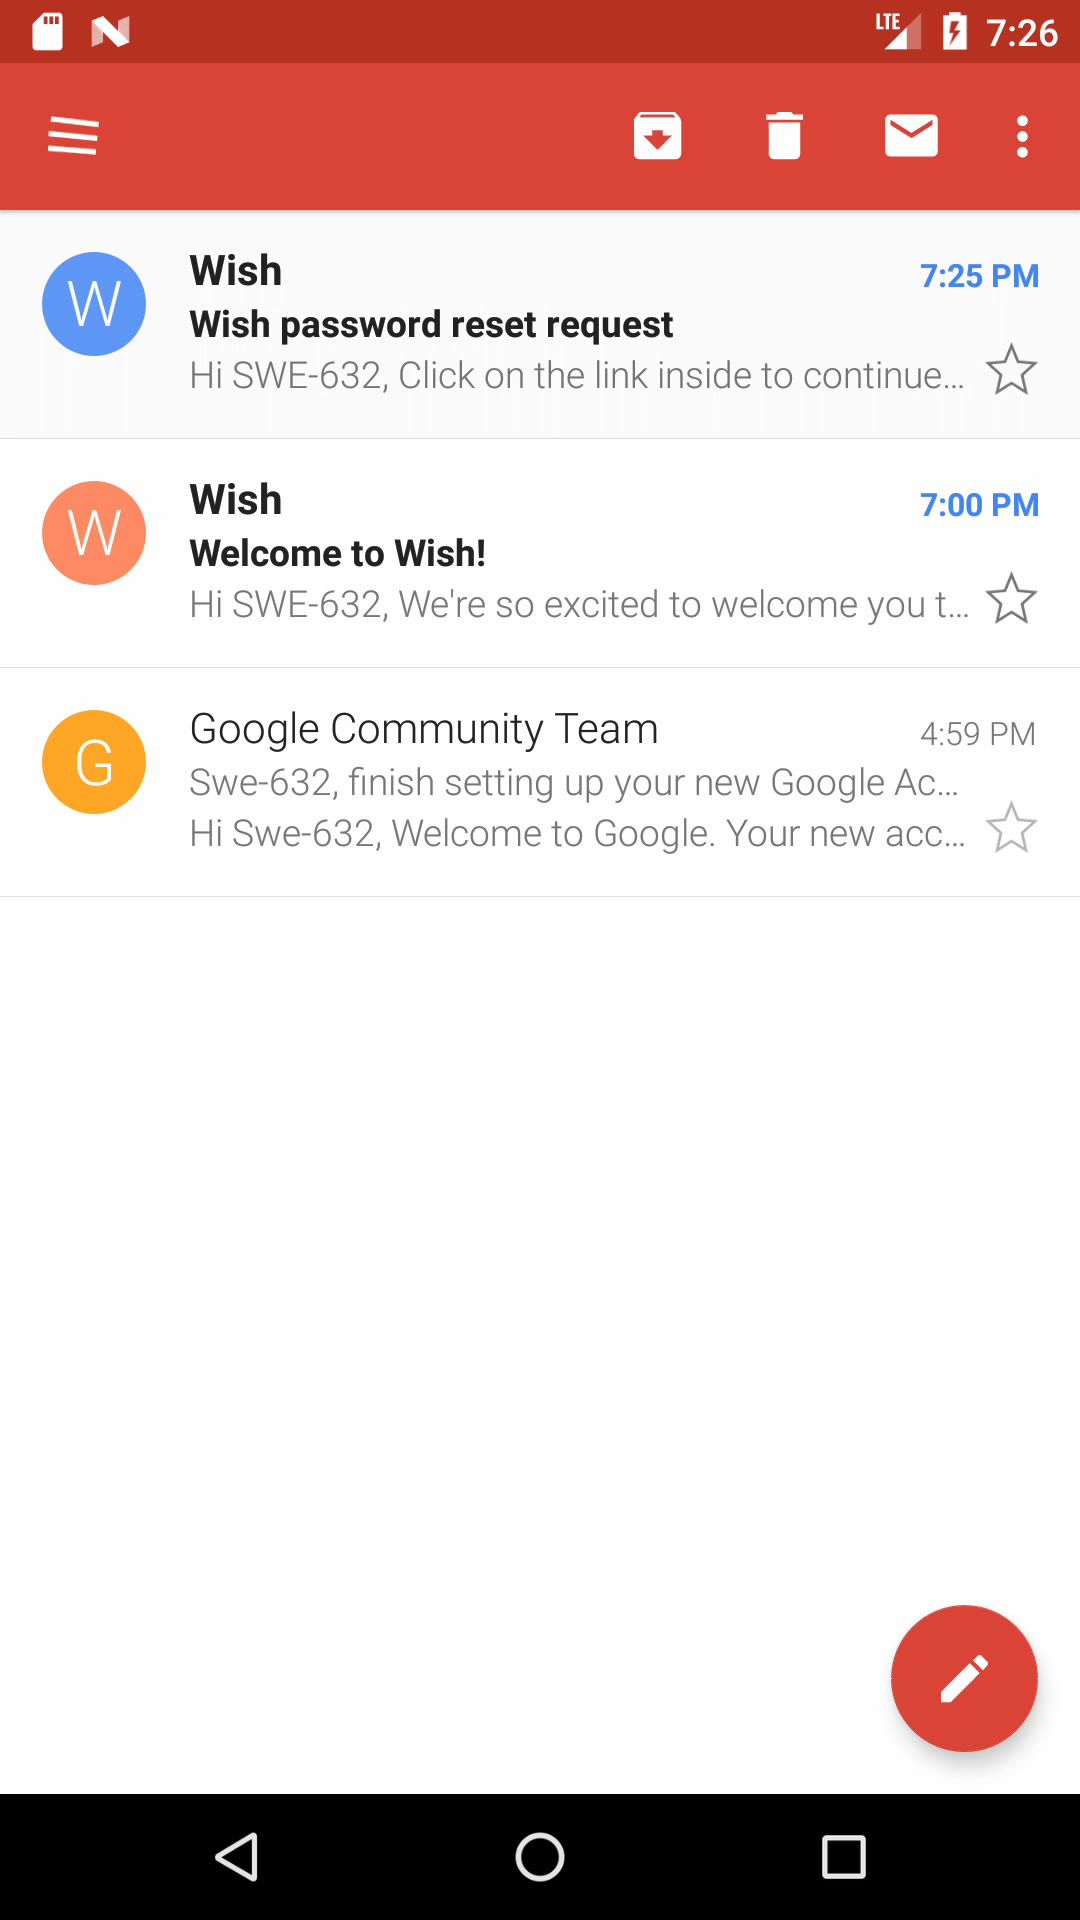 LTE 7:26
W Wish 7:25 PM
Wish password reset request
Hi SWE-632, Click on the link inside to continue...
W Wish 7:00 PM
Welcome to Wish!
Hi SWE-632, We're so excited to welcome you t...
G Google Community Team 4:59 PM
Swe-632, finish setting up your new Google Ac...
Hi Swe-632, Welcome to Google. Your new acc...